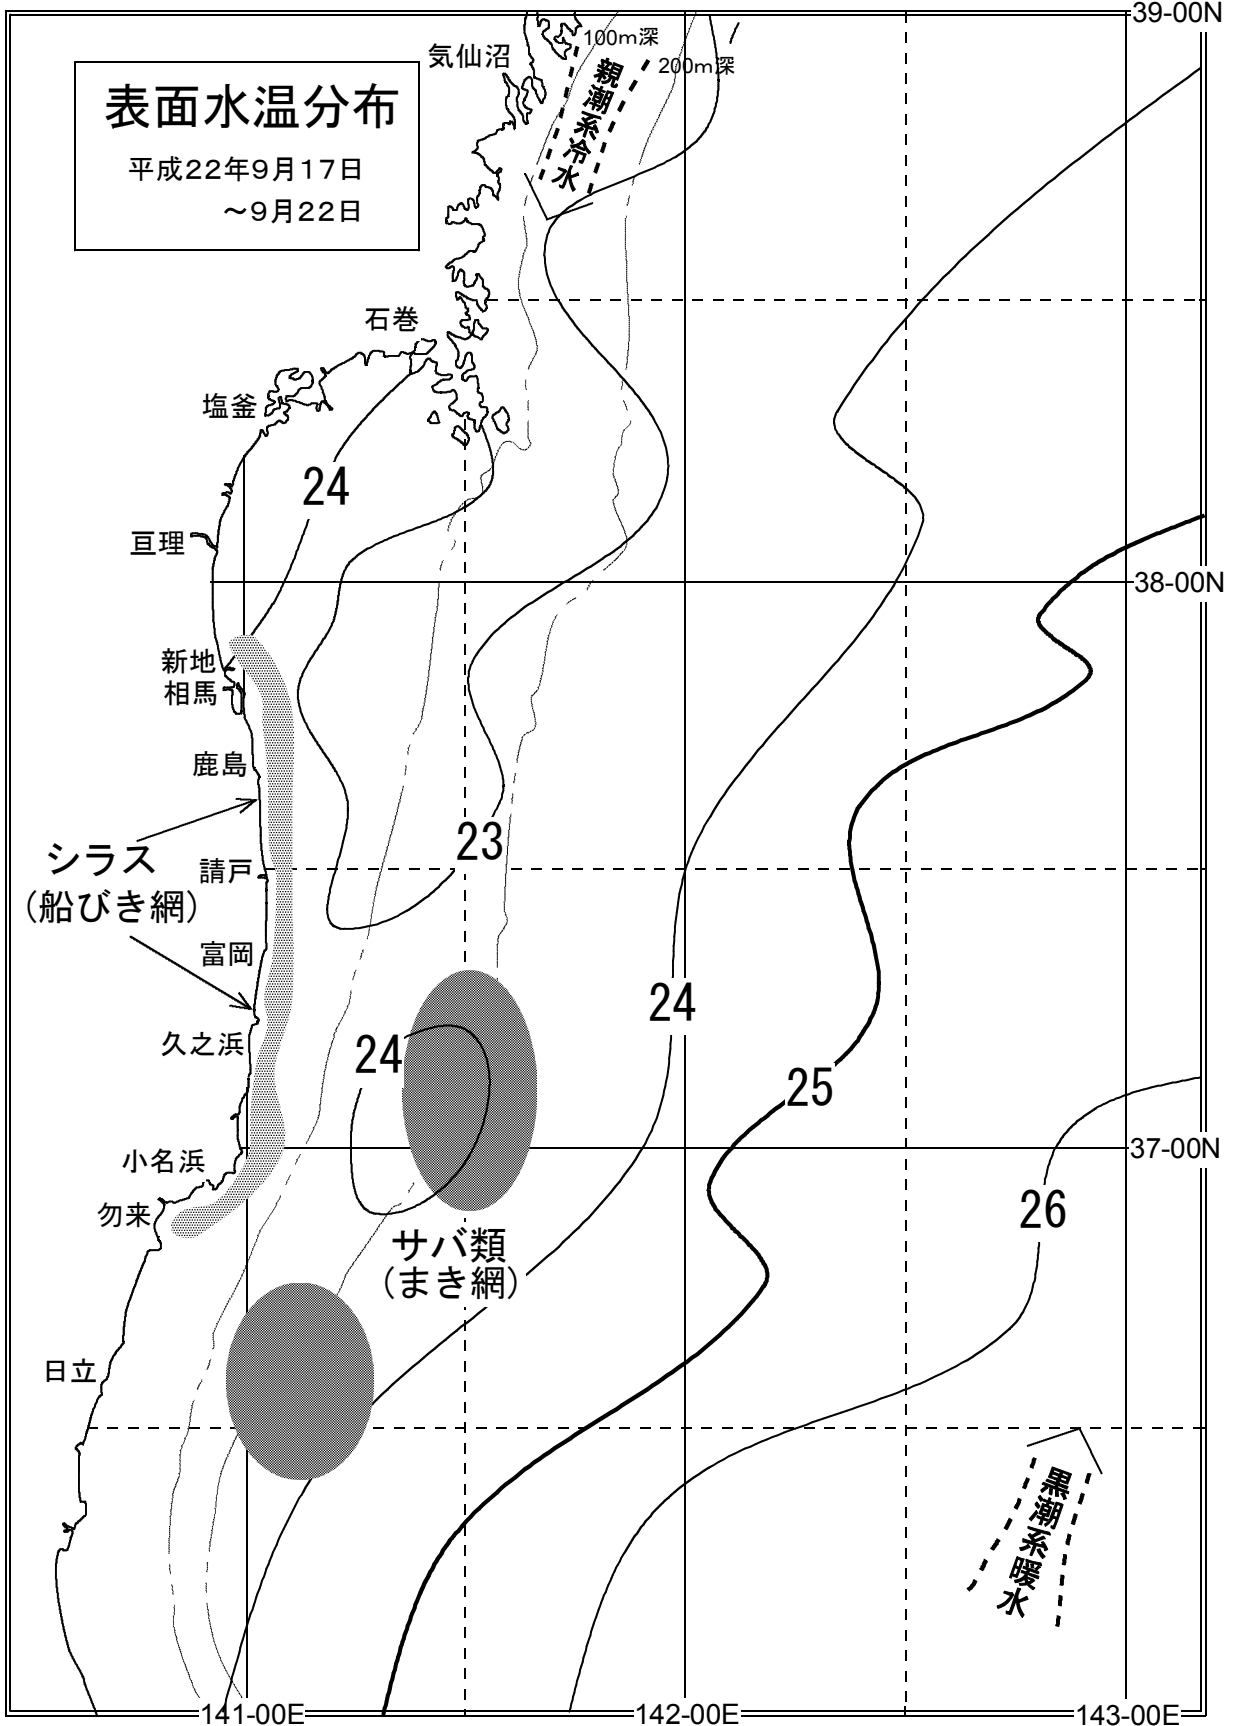 39-00N
気仙沼
100m深
200m深
親潮系冷水
表面水温分布
平成22年9月17日
～9月22日
石巻
塩釜
24
亘理
38-00N
新地
相馬
鹿島
23
シラス
(船びき網)
請戸
富岡
24
久之浜
24
25
37-00N
小名浜
勿来
26
サバ類
(まき網)
日立
黒潮系暖水
141-00E
142-00E
143-00E